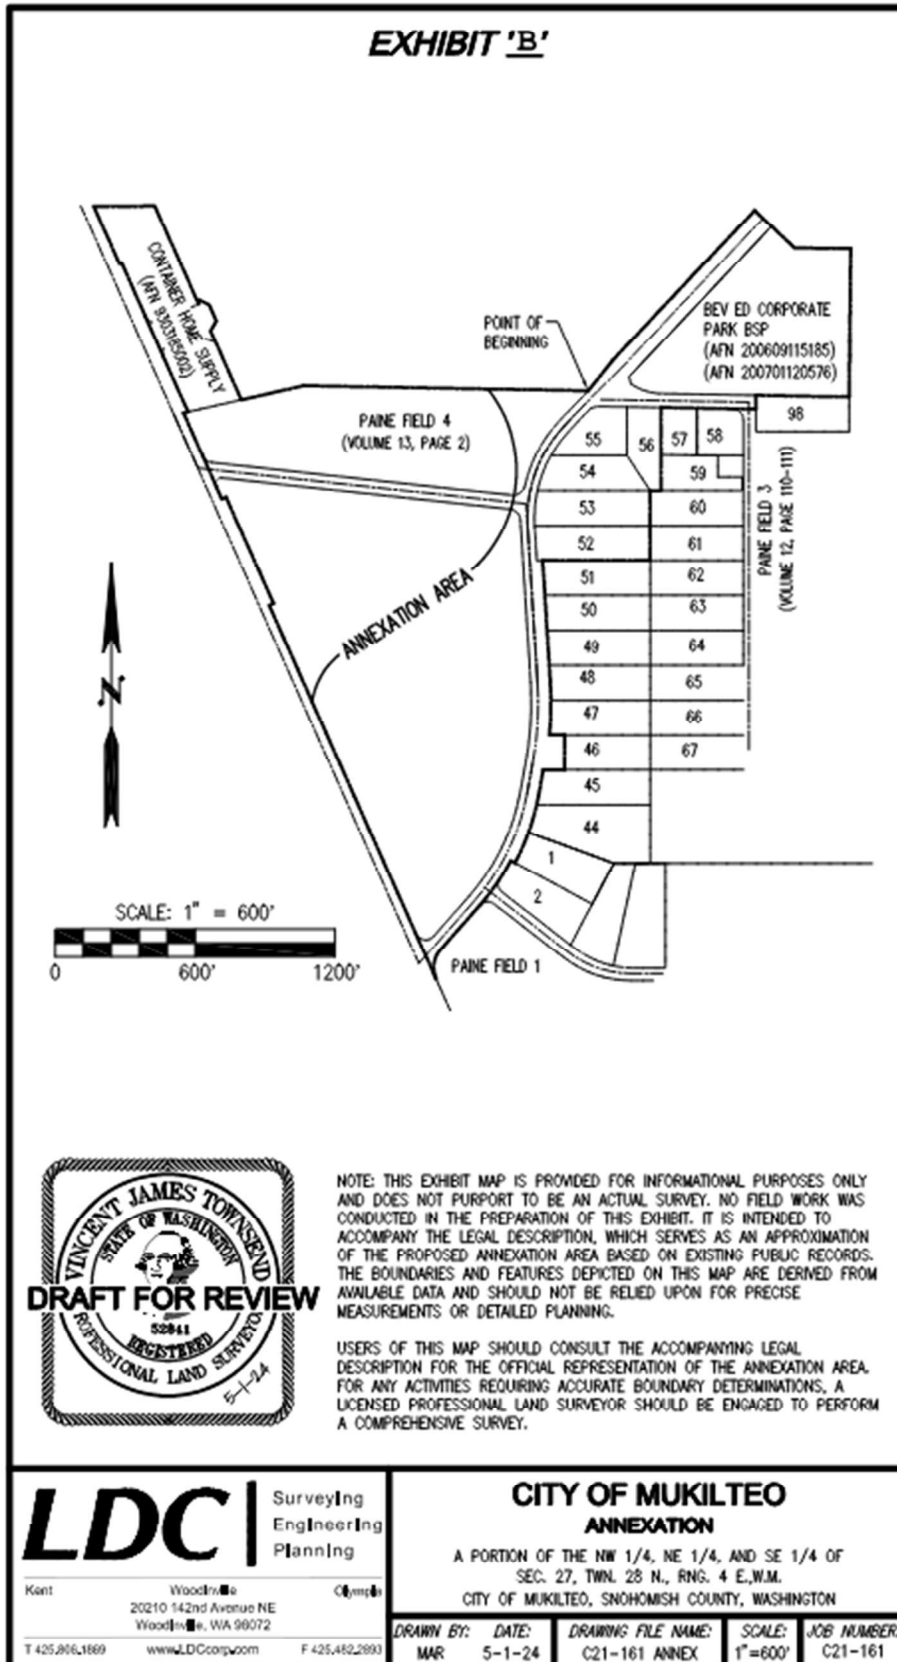 EXHIBIT 'B'
CONTAINER HOME SUPPLY
(AFN 9303185002)
POINT OF
BEGINNING
BEV ED CORPORATE
PARK BSP
(AFN 200609115185)
(AFN 200701120576)
98
PAINE FIELD 4
(VOLUME 13, PAGE 2)
55
56
57
58
54
59
53
60
52
61
51
62
50
63
49
64
48
65
47
66
46
67
45
44
1
2
PAINE FIELD 3
(VOLUME 12, PAGE 110-111)
ANNEXATION AREA
N
SCALE: 1" = 600'
0 600' 1200'
PAINE FIELD 1
VINCENT JAMES TOWNSEND
STATE OF WASHINGTON
DRAFT FOR REVIEW
52841
REGISTERED
PROFESSIONAL LAND SURVEYOR
5-1-24
NOTE: THIS EXHIBIT MAP IS PROVIDED FOR INFORMATIONAL PURPOSES ONLY
AND DOES NOT PURPORT TO BE AN ACTUAL SURVEY. NO FIELD WORK WAS
CONDUCTED IN THE PREPARATION OF THIS EXHIBIT. IT IS INTENDED TO
ACCOMPANY THE LEGAL DESCRIPTION, WHICH SERVES AS AN APPROXIMATION
OF THE PROPOSED ANNEXATION AREA BASED ON EXISTING PUBLIC RECORDS.
THE BOUNDARIES AND FEATURES DEPICTED ON THIS MAP ARE DERIVED FROM
AVAILABLE DATA AND SHOULD NOT BE RELIED UPON FOR PRECISE
MEASUREMENTS OR DETAILED PLANNING.
USERS OF THIS MAP SHOULD CONSULT THE ACCOMPANYING LEGAL
DESCRIPTION FOR THE OFFICIAL REPRESENTATION OF THE ANNEXATION AREA.
FOR ANY ACTIVITIES REQUIRING ACCURATE BOUNDARY DETERMINATIONS, A
LICENSED PROFESSIONAL LAND SURVEYOR SHOULD BE ENGAGED TO PERFORM
A COMPREHENSIVE SURVEY.
LDC
Surveying
Engineering
Planning
Kent Woodinville Olympia
20210 142nd Avenue NE
Woodinville, WA 98072
T 425.806.1869 www.LDCcorp.com F 425.482.2893
CITY OF MUKILTEO
ANNEXATION
A PORTION OF THE NW 1/4, NE 1/4, AND SE 1/4 OF
SEC. 27, TWN. 28 N., RNG. 4 E.,W.M.
CITY OF MUKILTEO, SNOHOMISH COUNTY, WASHINGTON
DRAWN BY: DATE: DRAWING FILE NAME: SCALE: JOB NUMBER:
MAR 5-1-24 C21-161 ANNEX 1"=600' C21-161